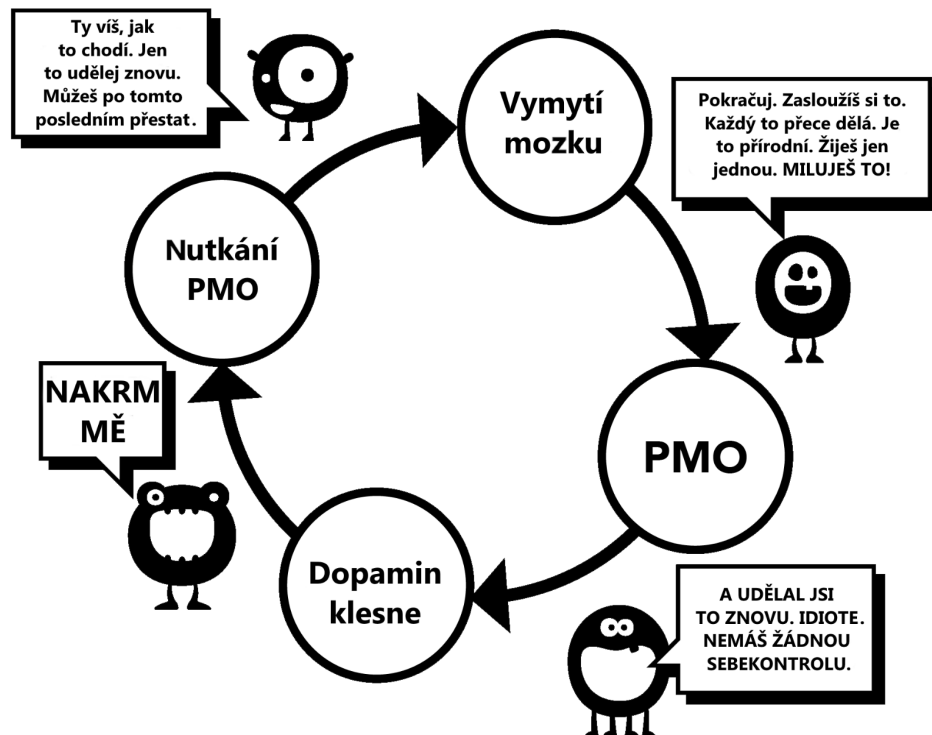 Ty víš, jak
to chodí. Jen
to udělej znovu.
Můžeš po tomto
posledním přestat.
Vymytí
mozku
Pokračuj. Zasloužíš si to.
Každý to přece dělá. Je
to přírodní. Žiješ jen
jednou. MILUJEŠ TO!
Nutkání
PMO
NAKRM
MĚ
PMO
Dopamin
klesne
A UDĚLAL JSI
TO ZNOVU. IDIOTE.
NEMÁŠ ŽÁDNOU
SEBEKONTROLU.